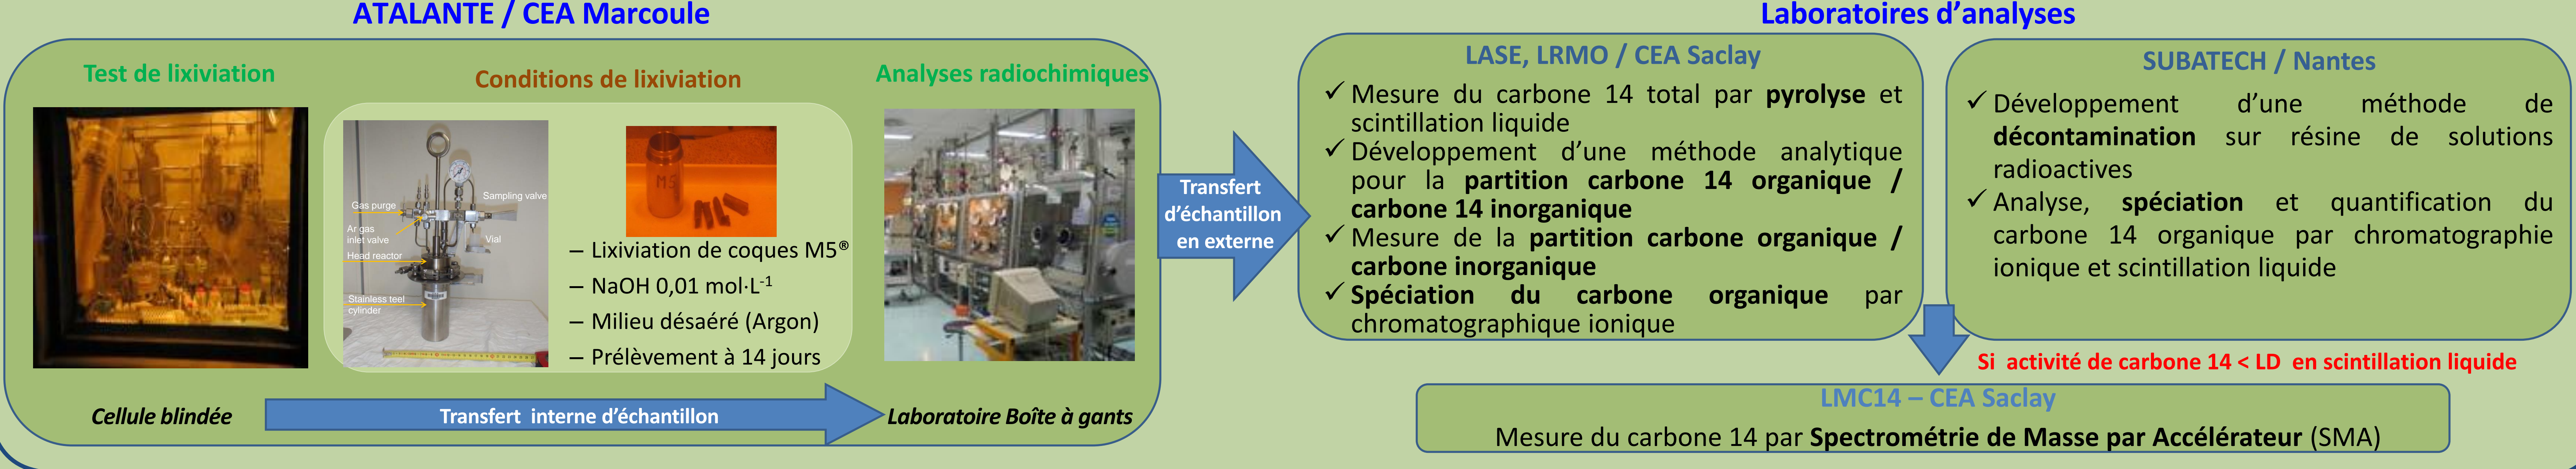 ATALANTE / CEA Marcoule
Test de lixiviation
Conditions de lixiviation
Analyses radiochimiques
Gas purge
Ar gas
inlet valve
Head reactor
Stainless teel
cylinder
Sampling valve
Vial
M5
– Lixiviation de coques M5®
– NaOH 0,01 mol·L⁻¹
– Milieu désaéré (Argon)
– Prélèvement à 14 jours
Cellule blindée
Transfert interne d’échantillon
Laboratoire Boîte à gants
Transfert
d’échantillon
en externe
Laboratoires d’analyses
LASE, LRMO / CEA Saclay
✓ Mesure du carbone 14 total par pyrolyse et
scintillation liquide
✓ Développement d’une méthode analytique
pour la partition carbone 14 organique /
carbone 14 inorganique
✓ Mesure de la partition carbone organique /
carbone inorganique
✓ Spéciation du carbone organique par
chromatographique ionique
SUBATECH / Nantes
✓ Développement d’une méthode de
décontamination sur résine de solutions
radioactives
✓ Analyse, spéciation et quantification du
carbone 14 organique par chromatographie
ionique et scintillation liquide
Si activité de carbone 14 < LD en scintillation liquide
LMC14 – CEA Saclay
Mesure du carbone 14 par Spectrométrie de Masse par Accélérateur (SMA)